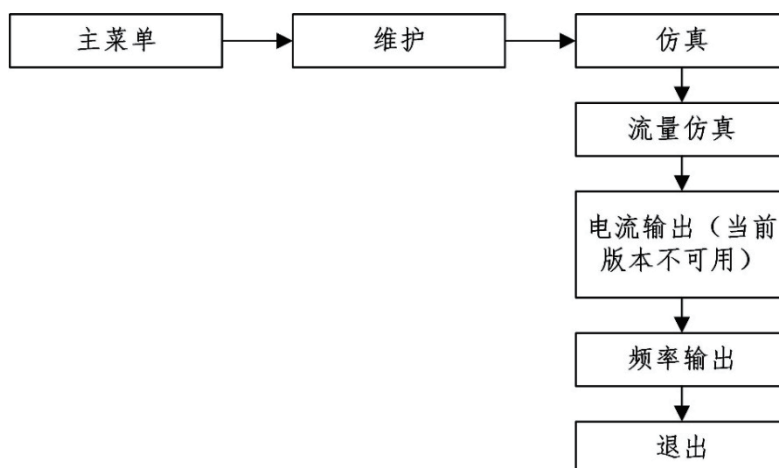 主菜单
维护
仿真
流量仿真
电流输出（当前
版本不可用）
频率输出
退出